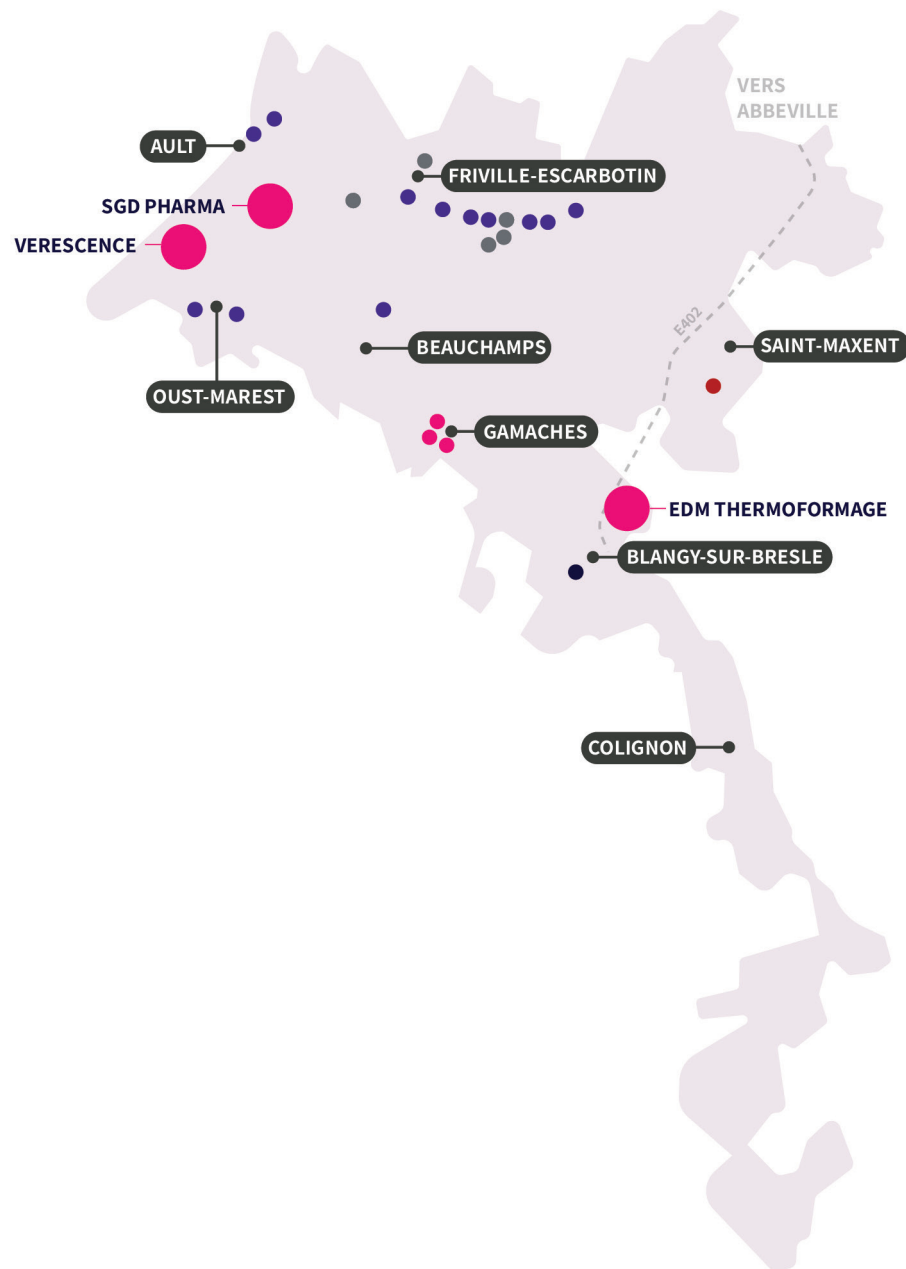 VERS
ABBEVILLE
AULT
FRIVILLE-ESCARBOTIN
SGD PHARMA
VERESCENCE
E402
BEAUCHAMPS
SAINT-MAXENT
OUST-MAREST
GAMACHES
EDM THERMOFORMAGE
BLANGY-SUR-BRESLE
COLIGNON